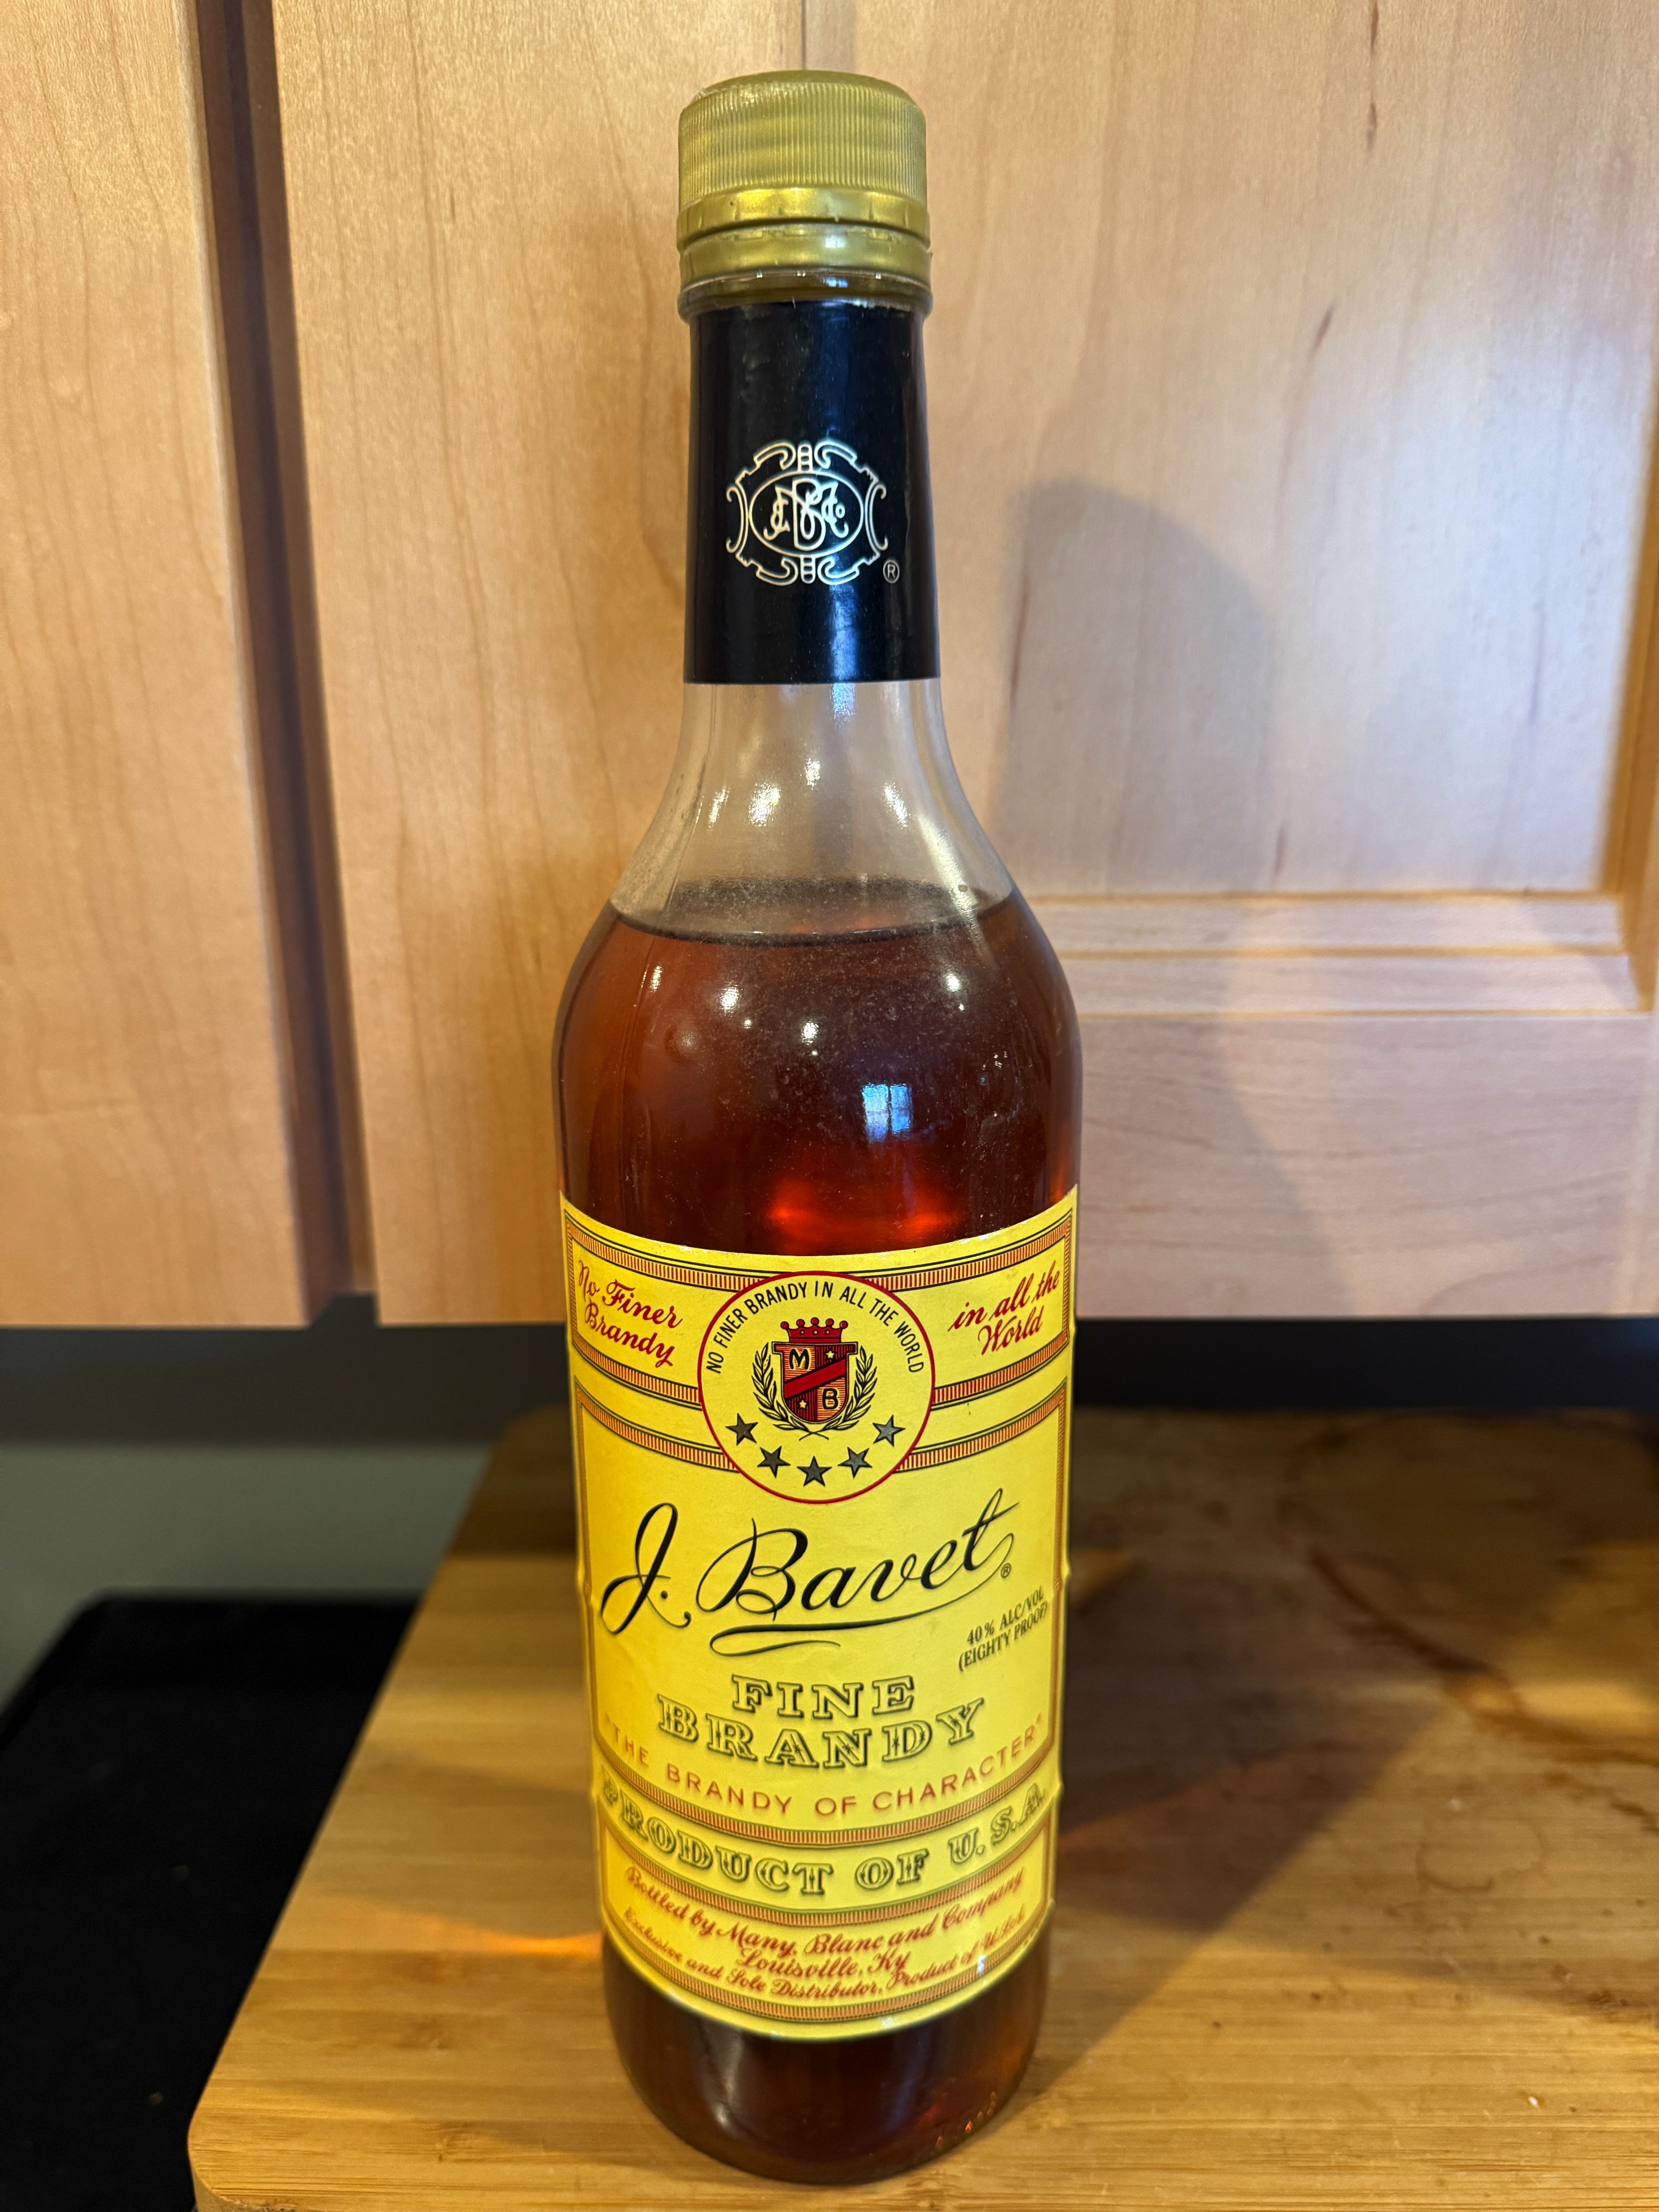 ®
No Finer
Brandy
NO FINER BRANDY IN ALL THE WORLD
in all the
World
M
B
J. Bavet®
40% ALC/VOL
(EIGHTY PROOF)
FINE
BRANDY
"THE BRANDY OF CHARACTER"
PRODUCT OF U.S.A.
Bottled by Many, Blanc and Company
Louisville, Ky
Exclusive and Sole Distributor, Product of U.S.A.